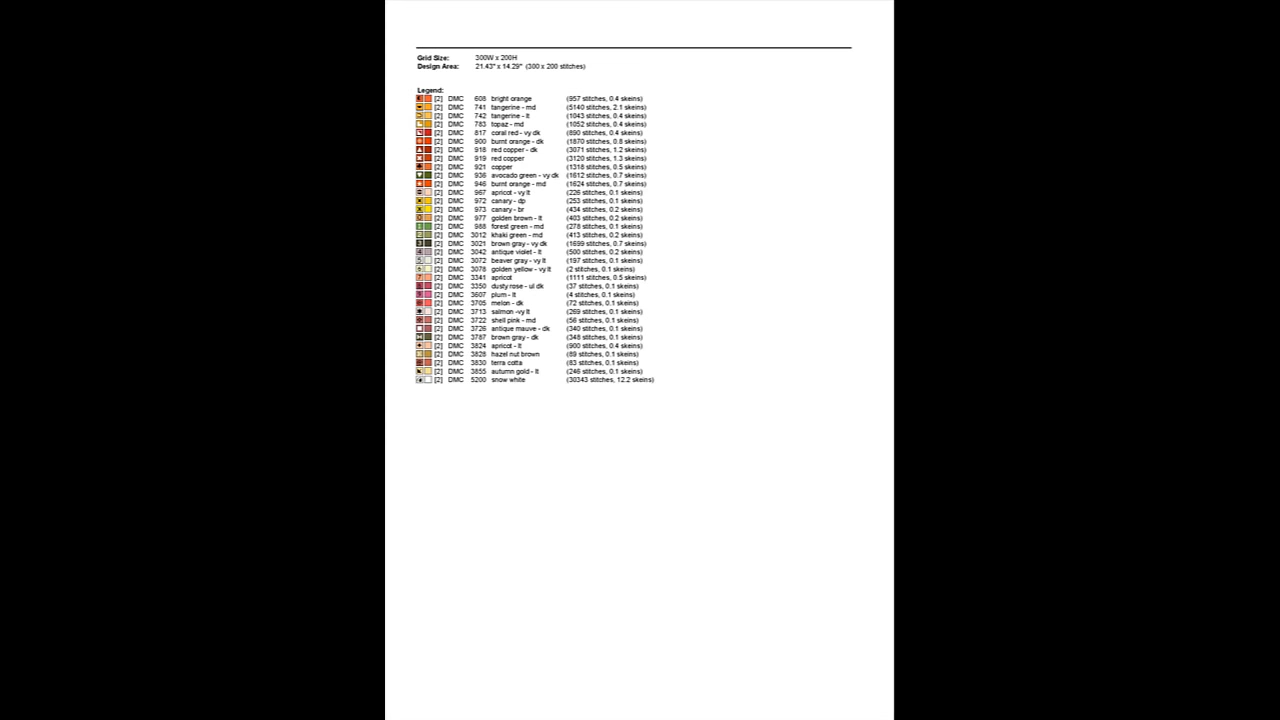 Grid Size: 300W x 200H
Design Area: 21.43" x 14.29" (300 x 200 stitches)
Legend:
[2] DMC 608 bright orange (957 stitches, 0.4 skeins)
[2] DMC 741 tangerine - md (5140 stitches, 2.1 skeins)
[2] DMC 742 tangerine - lt (1043 stitches, 0.4 skeins)
[2] DMC 783 topaz - md (1052 stitches, 0.4 skeins)
[2] DMC 817 coral red - vy dk (890 stitches, 0.4 skeins)
[2] DMC 900 burnt orange - dk (1870 stitches, 0.8 skeins)
[2] DMC 918 red copper - dk (3071 stitches, 1.2 skeins)
[2] DMC 919 red copper (3120 stitches, 1.3 skeins)
[2] DMC 921 copper (1318 stitches, 0.5 skeins)
[2] DMC 936 avocado green - vy dk (1612 stitches, 0.7 skeins)
[2] DMC 946 burnt orange - md (1624 stitches, 0.7 skeins)
[2] DMC 967 apricot - vy lt (226 stitches, 0.1 skeins)
[2] DMC 972 canary - dp (253 stitches, 0.1 skeins)
[2] DMC 973 canary - br (434 stitches, 0.2 skeins)
[2] DMC 977 golden brown - lt (403 stitches, 0.2 skeins)
[2] DMC 988 forest green - md (278 stitches, 0.1 skeins)
[2] DMC 3012 khaki green - md (413 stitches, 0.2 skeins)
[2] DMC 3021 brown gray - vy dk (1699 stitches, 0.7 skeins)
[2] DMC 3042 antique violet - lt (500 stitches, 0.2 skeins)
[2] DMC 3072 beaver gray - vy lt (197 stitches, 0.1 skeins)
[2] DMC 3078 golden yellow - vy lt (2 stitches, 0.1 skeins)
[2] DMC 3341 apricot (1111 stitches, 0.5 skeins)
[2] DMC 3350 dusty rose - ul dk (37 stitches, 0.1 skeins)
[2] DMC 3607 plum - lt (4 stitches, 0.1 skeins)
[2] DMC 3705 melon - dk (72 stitches, 0.1 skeins)
[2] DMC 3713 salmon -vy lt (269 stitches, 0.1 skeins)
[2] DMC 3722 shell pink - md (56 stitches, 0.1 skeins)
[2] DMC 3726 antique mauve - dk (340 stitches, 0.1 skeins)
[2] DMC 3787 brown gray - dk (348 stitches, 0.1 skeins)
[2] DMC 3824 apricot - lt (900 stitches, 0.4 skeins)
[2] DMC 3828 hazel nut brown (89 stitches, 0.1 skeins)
[2] DMC 3830 terra cotta (83 stitches, 0.1 skeins)
[2] DMC 3855 autumn gold - lt (246 stitches, 0.1 skeins)
[2] DMC 5200 snow white (30343 stitches, 12.2 skeins)